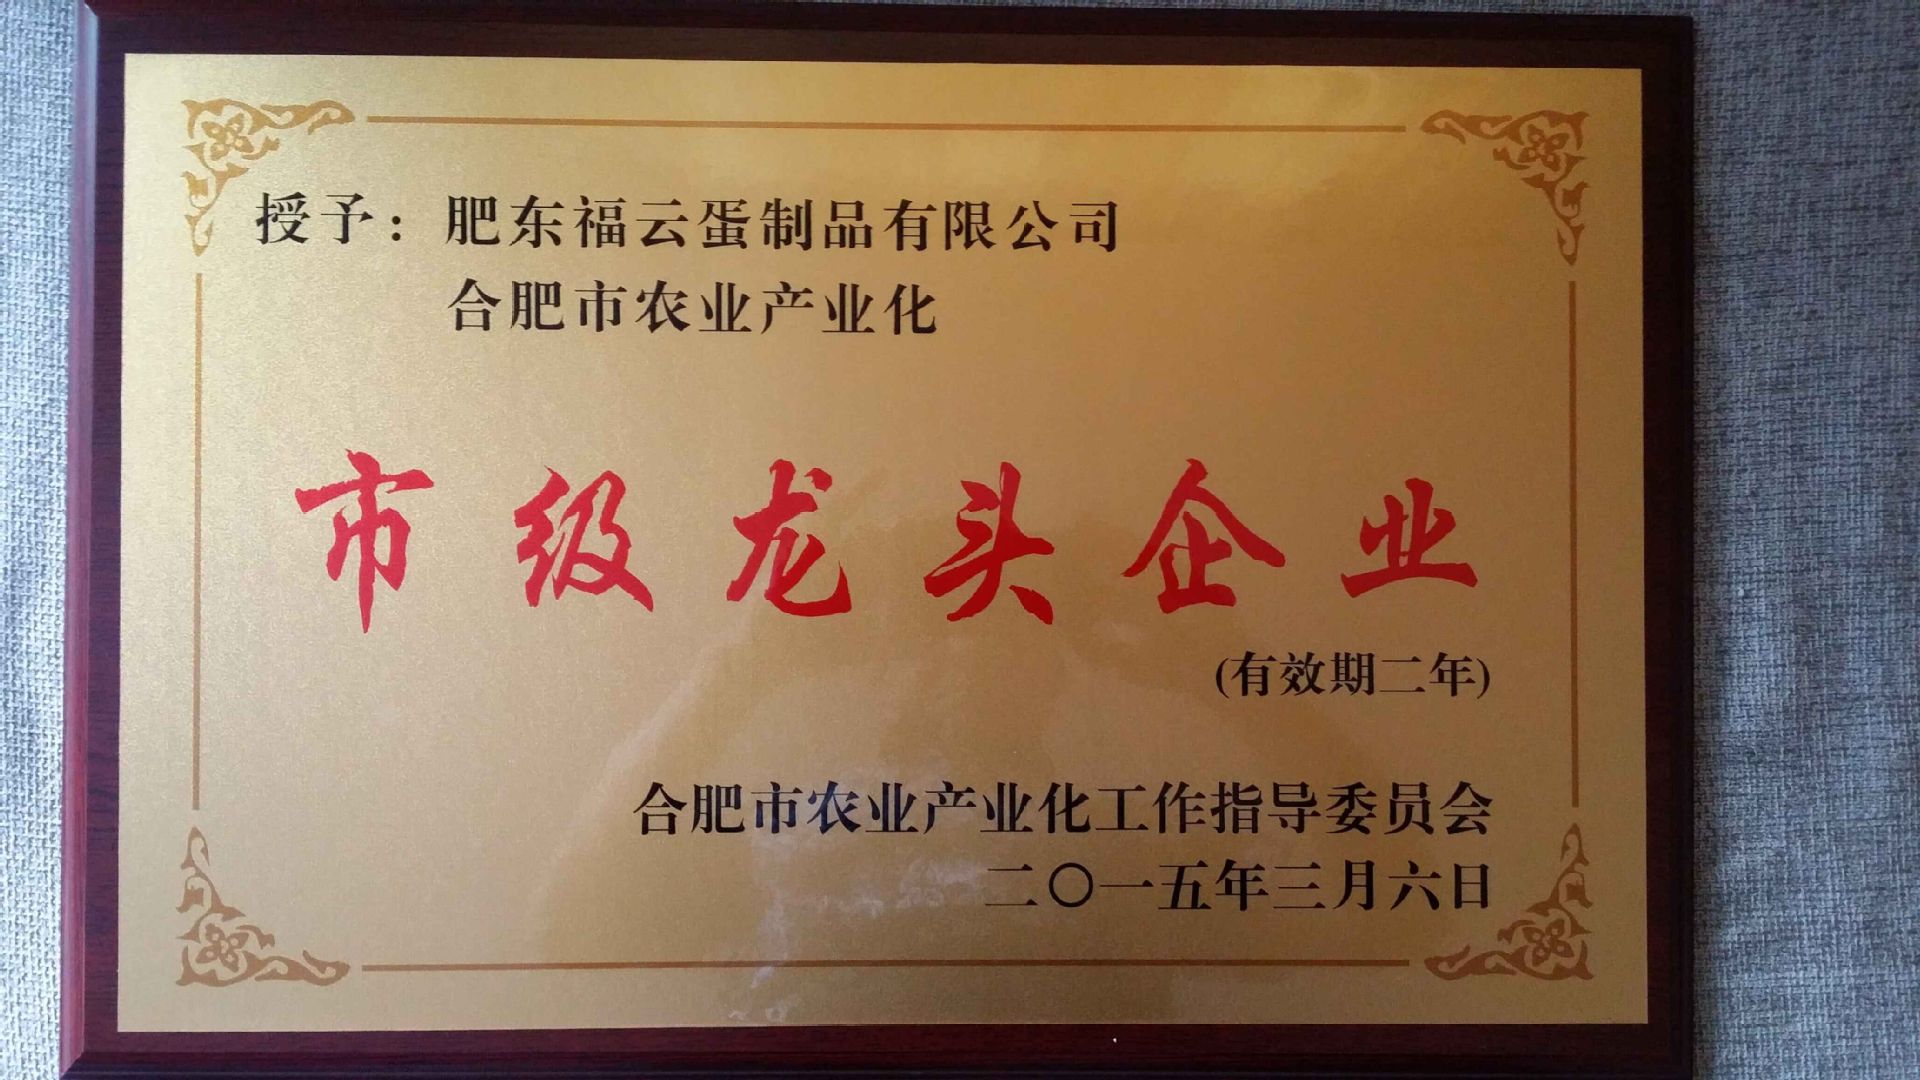 授予：肥东福云蛋制品有限公司
合肥市农业产业化
市级龙头企业
(有效期二年)
合肥市农业产业化工作指导委员会
二〇一五年三月六日